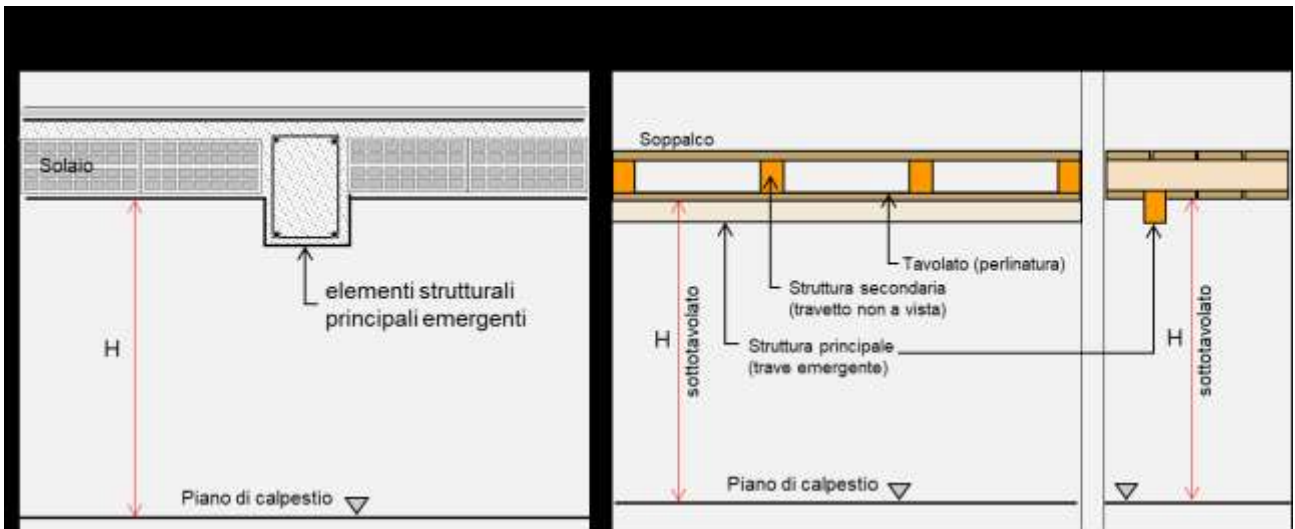 Solaio
elementi strutturali
principali emergenti
H
Piano di calpestio
Soppalco
Tavolato (perlinatura)
Struttura secondaria
(travetto non a vista)
Struttura principale
(trave emergente)
H
sottotavolato
Piano di calpestio
H
sottotavolato